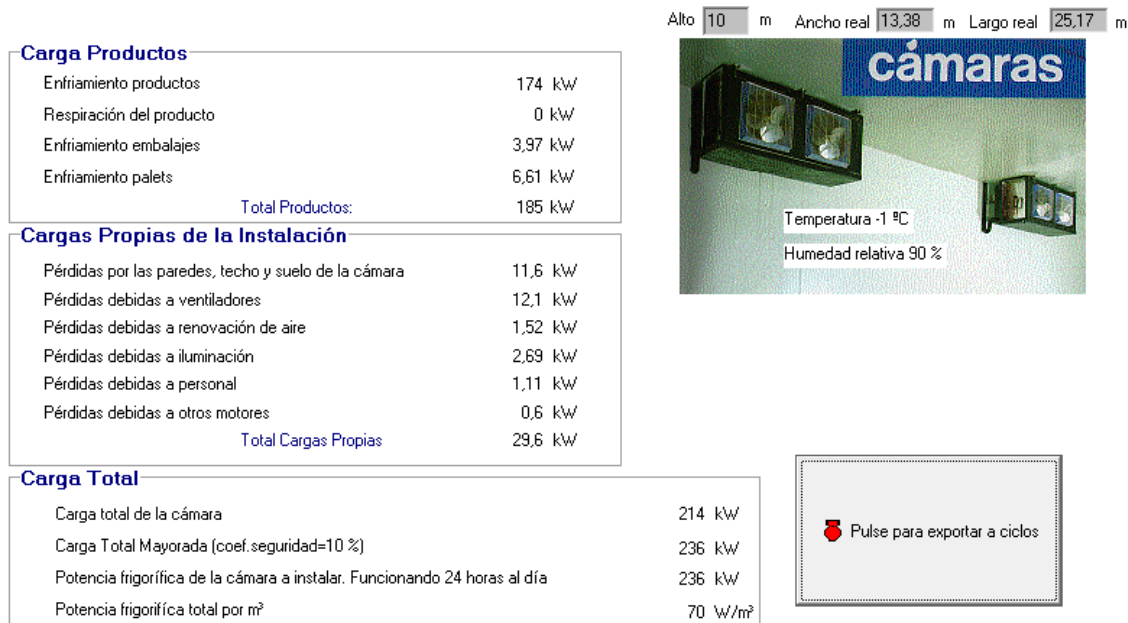 Alto 10 m Ancho real 13,38 m Largo real 25,17 m
Carga Productos
Enfriamiento productos 174 kW
Respiración del producto 0 kW
Enfriamiento embalajes 3,97 kW
Enfriamiento palets 6,61 kW
Total Productos: 185 kW
cámaras
Temperatura -1 ºC
Humedad relativa 90 %
Cargas Propias de la Instalación
Pérdidas por las paredes, techo y suelo de la cámara 11,6 kW
Pérdidas debidas a ventiladores 12,1 kW
Pérdidas debidas a renovación de aire 1,52 kW
Pérdidas debidas a iluminación 2,69 kW
Pérdidas debidas a personal 1,11 kW
Pérdidas debidas a otros motores 0,6 kW
Total Cargas Propias 29,6 kW
Carga Total
Carga total de la cámara 214 kW
Carga Total Mayorada (coef.seguridad=10 %) 236 kW
Potencia frigorífica de la cámara a instalar. Funcionando 24 horas al día 236 kW
Potencia frigorifíca total por m³ 70 W/m³
Pulse para exportar a ciclos